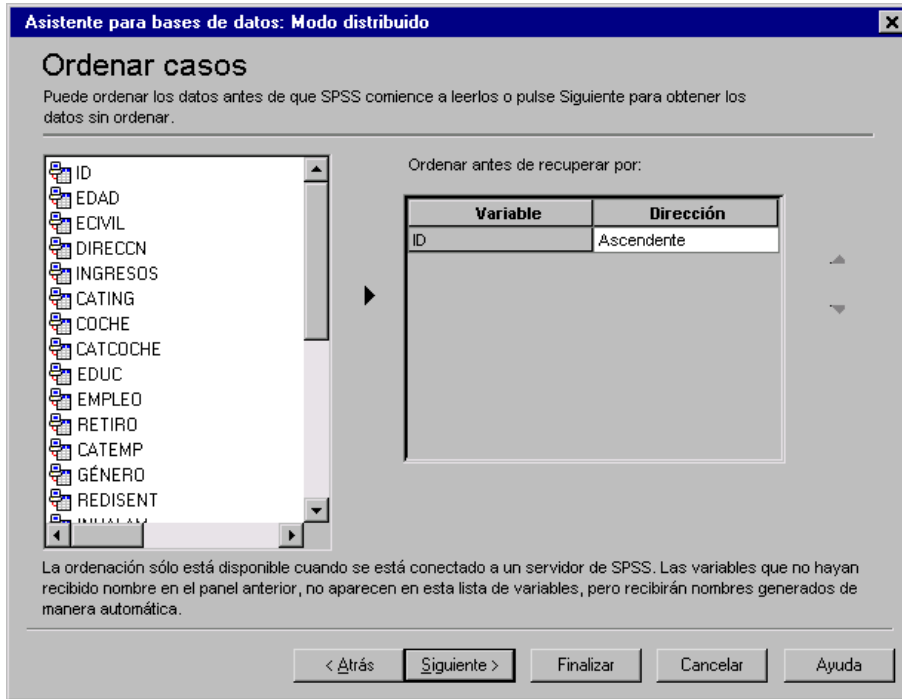 Asistente para bases de datos: Modo distribuido
Ordenar casos
Puede ordenar los datos antes de que SPSS comience a leerlos o pulse Siguiente para obtener los
datos sin ordenar.
ID
EDAD
ECIVIL
DIRECCN
INGRESOS
CATING
COCHE
CATCOCHE
EDUC
EMPLEO
RETIRO
CATEMP
GÉNERO
REDISENT
Ordenar antes de recuperar por:
Variable Dirección
ID Ascendente
La ordenación sólo está disponible cuando se está conectado a un servidor de SPSS. Las variables que no hayan
recibido nombre en el panel anterior, no aparecen en esta lista de variables, pero recibirán nombres generados de
manera automática.
< Atrás Siguiente > Finalizar Cancelar Ayuda